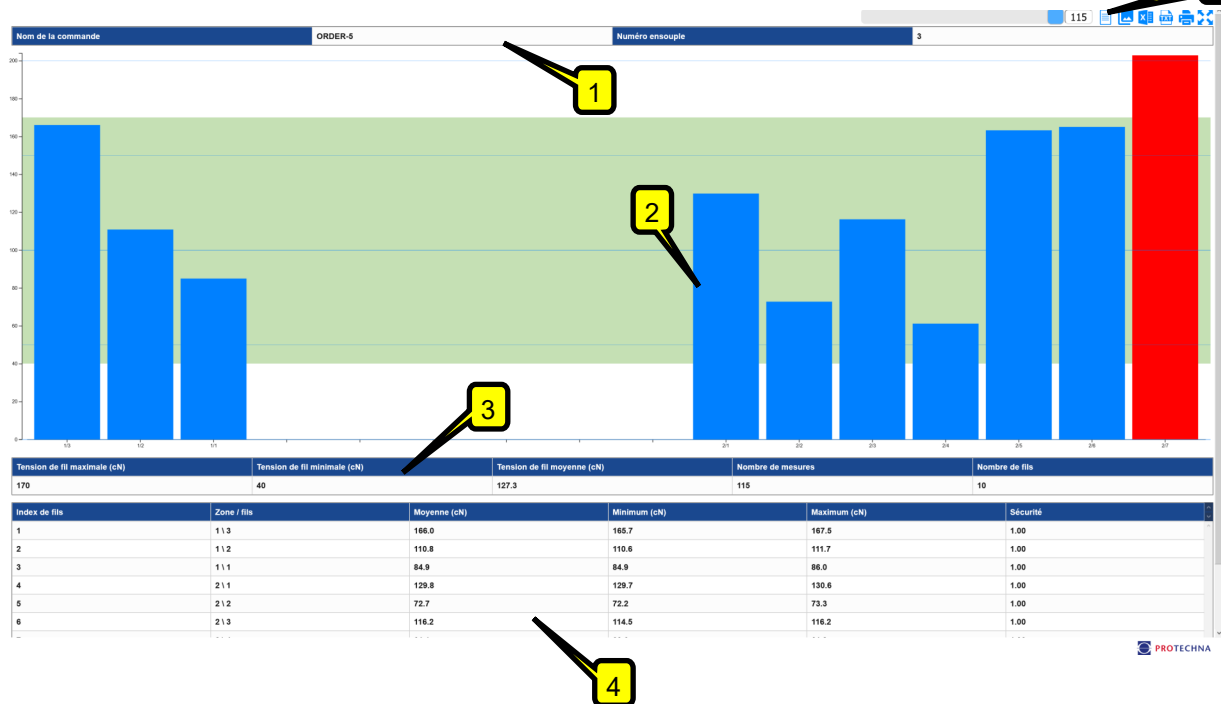 115
Nom de la commande ORDER-5 Numéro ensouple 3
1
200
180
160
140
120
100
80
60
40
20
0
2
3
1/3 1/2 1/1 2/1 2/2 2/3 2/4 2/5 2/6 2/7
Tension de fil maximale (cN) Tension de fil minimale (cN) Tension de fil moyenne (cN) Nombre de mesures Nombre de fils
170 40 127.3 115 10
Index de fils Zone / fils Moyenne (cN) Minimum (cN) Maximum (cN) Sécurité
1 1 \ 3 166.0 165.7 167.5 1.00
2 1 \ 2 110.8 110.6 111.7 1.00
3 1 \ 1 84.9 84.9 86.0 1.00
4 2 \ 1 129.8 129.7 130.6 1.00
5 2 \ 2 72.7 72.2 73.3 1.00
6 2 \ 3 116.2 114.5 116.2 1.00
PROTECHNA
4